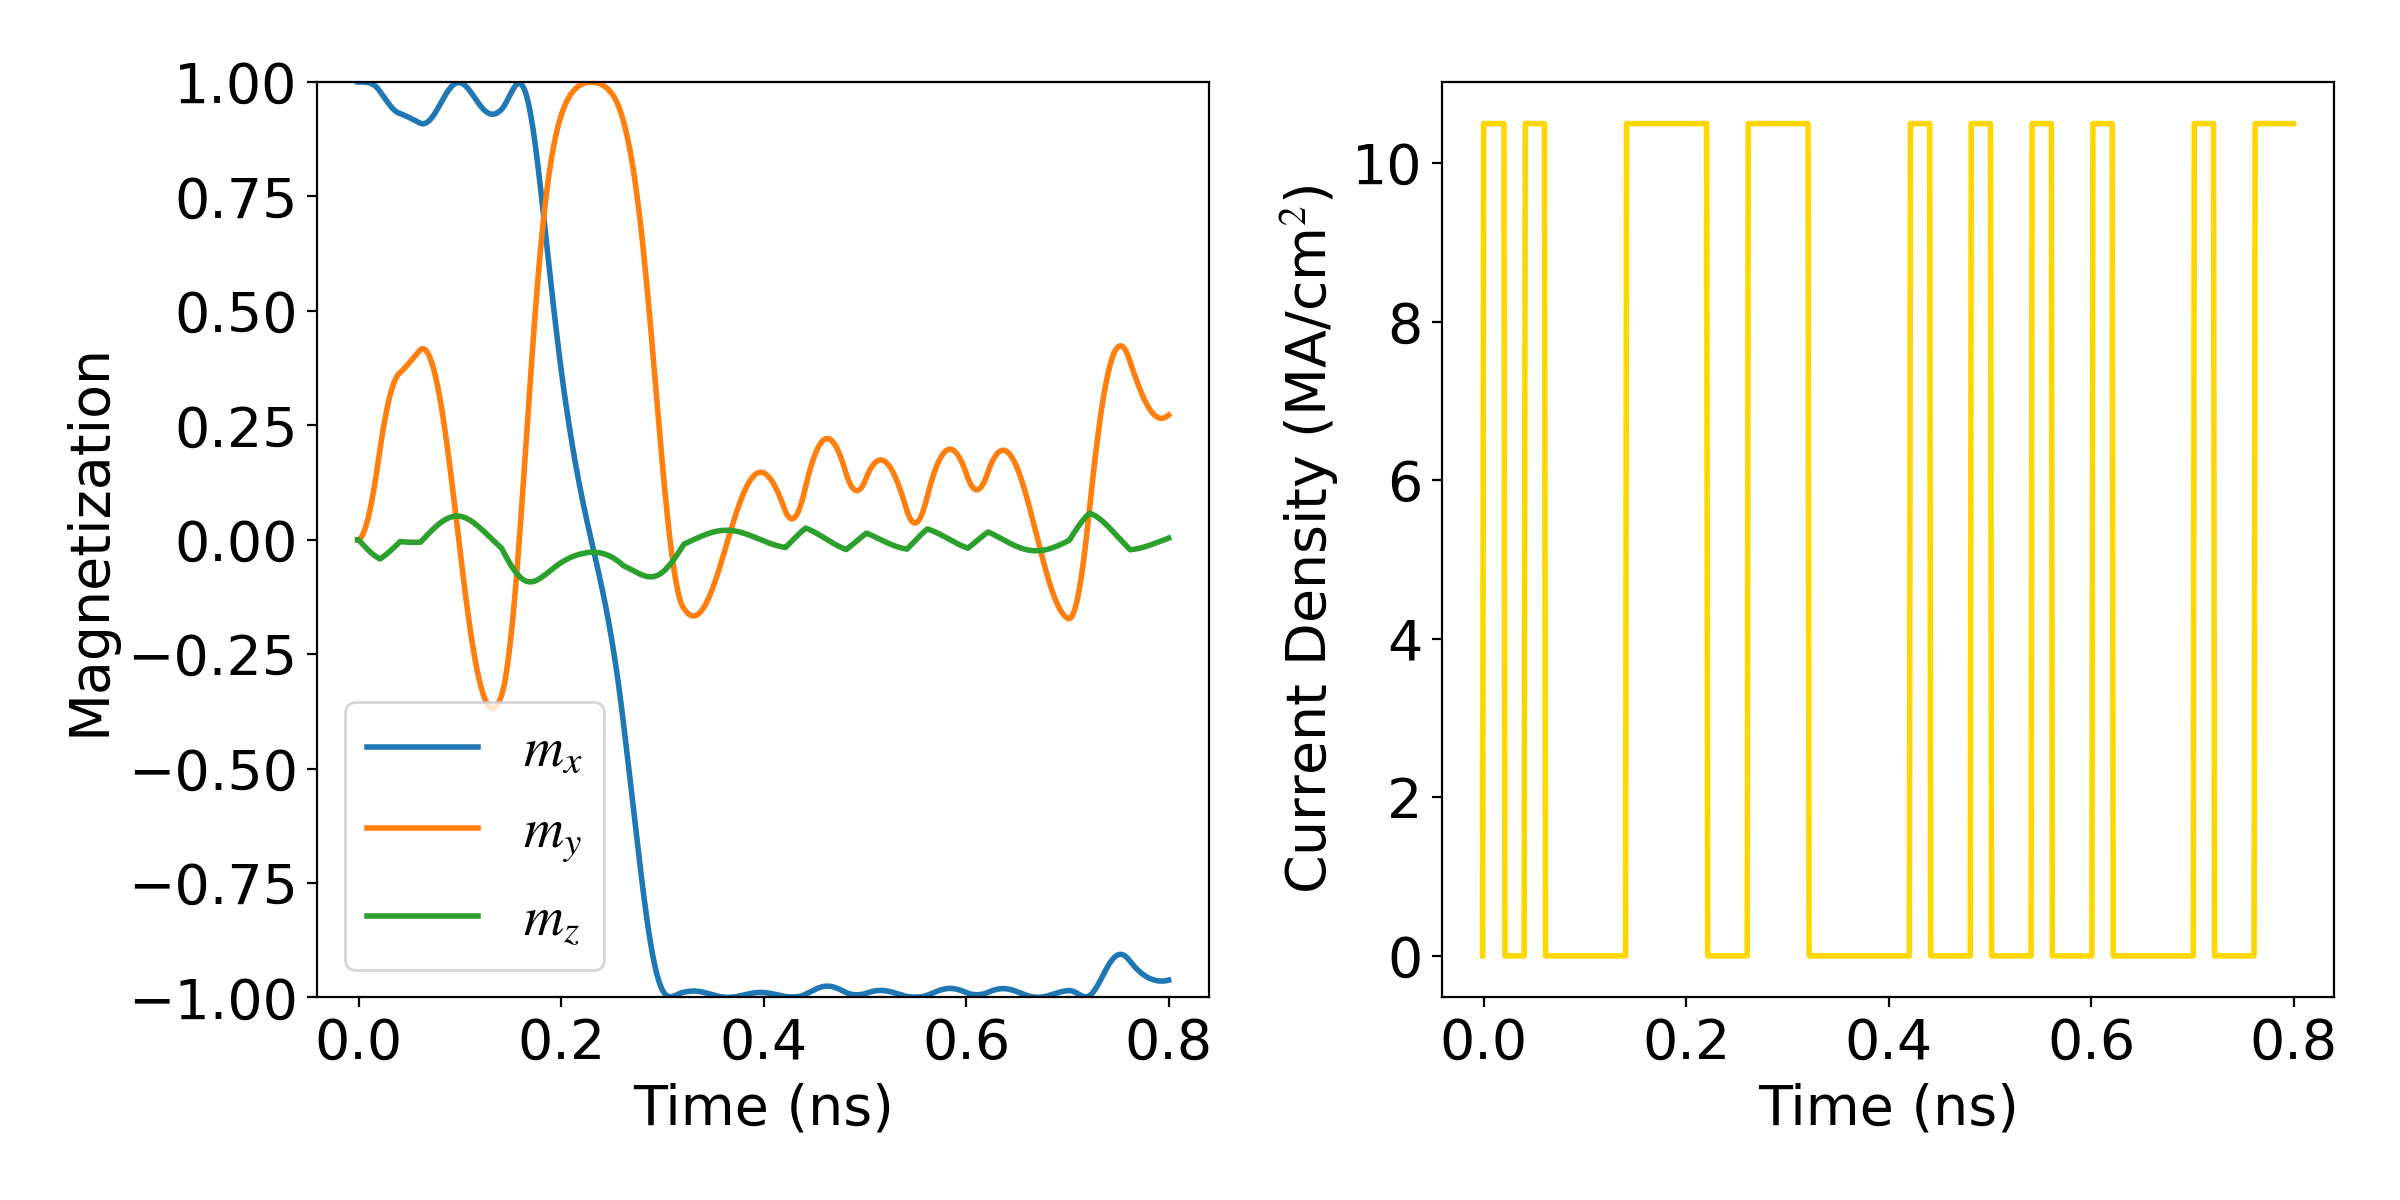 Magnetization
1.00
0.75
0.50
0.25
0.00
−0.25
−0.50
−0.75
−1.00
m_x
m_y
m_z
0.0 0.2 0.4 0.6 0.8
Time (ns)
Current Density (MA/cm²)
10
8
6
4
2
0
0.0 0.2 0.4 0.6 0.8
Time (ns)